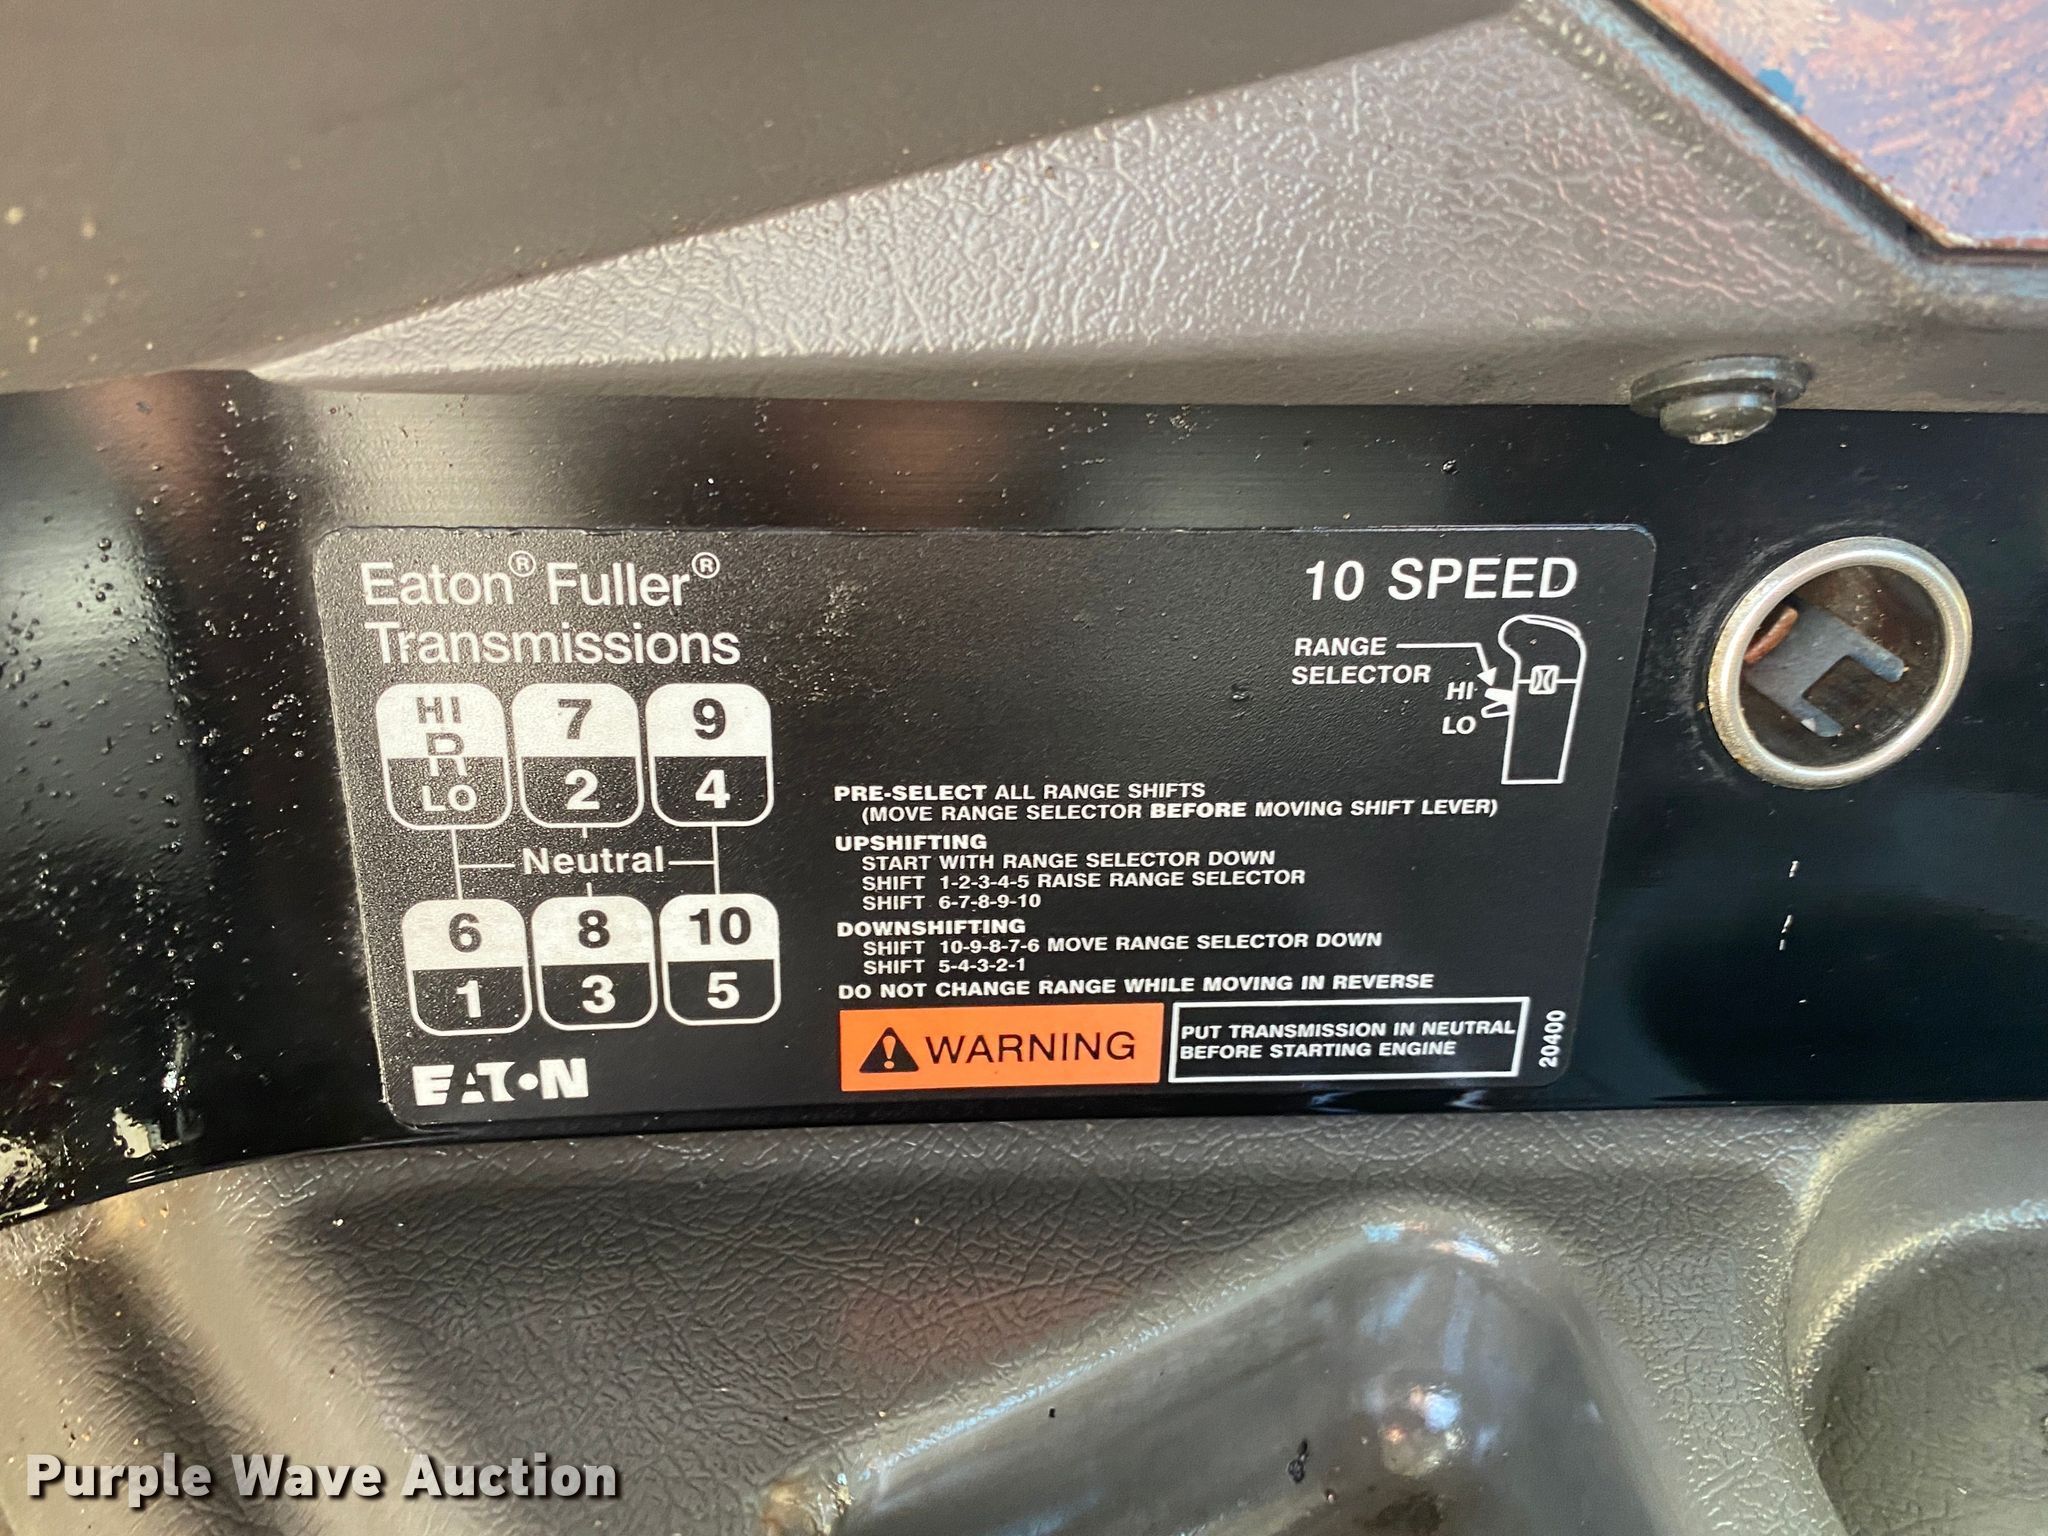 Eaton® Fuller®
Transmissions
10 SPEED
RANGE
SELECTOR
HI
LO
HI
R
LO
7
2
9
4
Neutral
6
1
8
3
10
5
EATON
PRE-SELECT ALL RANGE SHIFTS
(MOVE RANGE SELECTOR BEFORE MOVING SHIFT LEVER)
UPSHIFTING
START WITH RANGE SELECTOR DOWN
SHIFT 1-2-3-4-5 RAISE RANGE SELECTOR
SHIFT 6-7-8-9-10
DOWNSHIFTING
SHIFT 10-9-8-7-6 MOVE RANGE SELECTOR DOWN
SHIFT 5-4-3-2-1
DO NOT CHANGE RANGE WHILE MOVING IN REVERSE
WARNING
PUT TRANSMISSION IN NEUTRAL
BEFORE STARTING ENGINE
20400
Purple Wave Auction